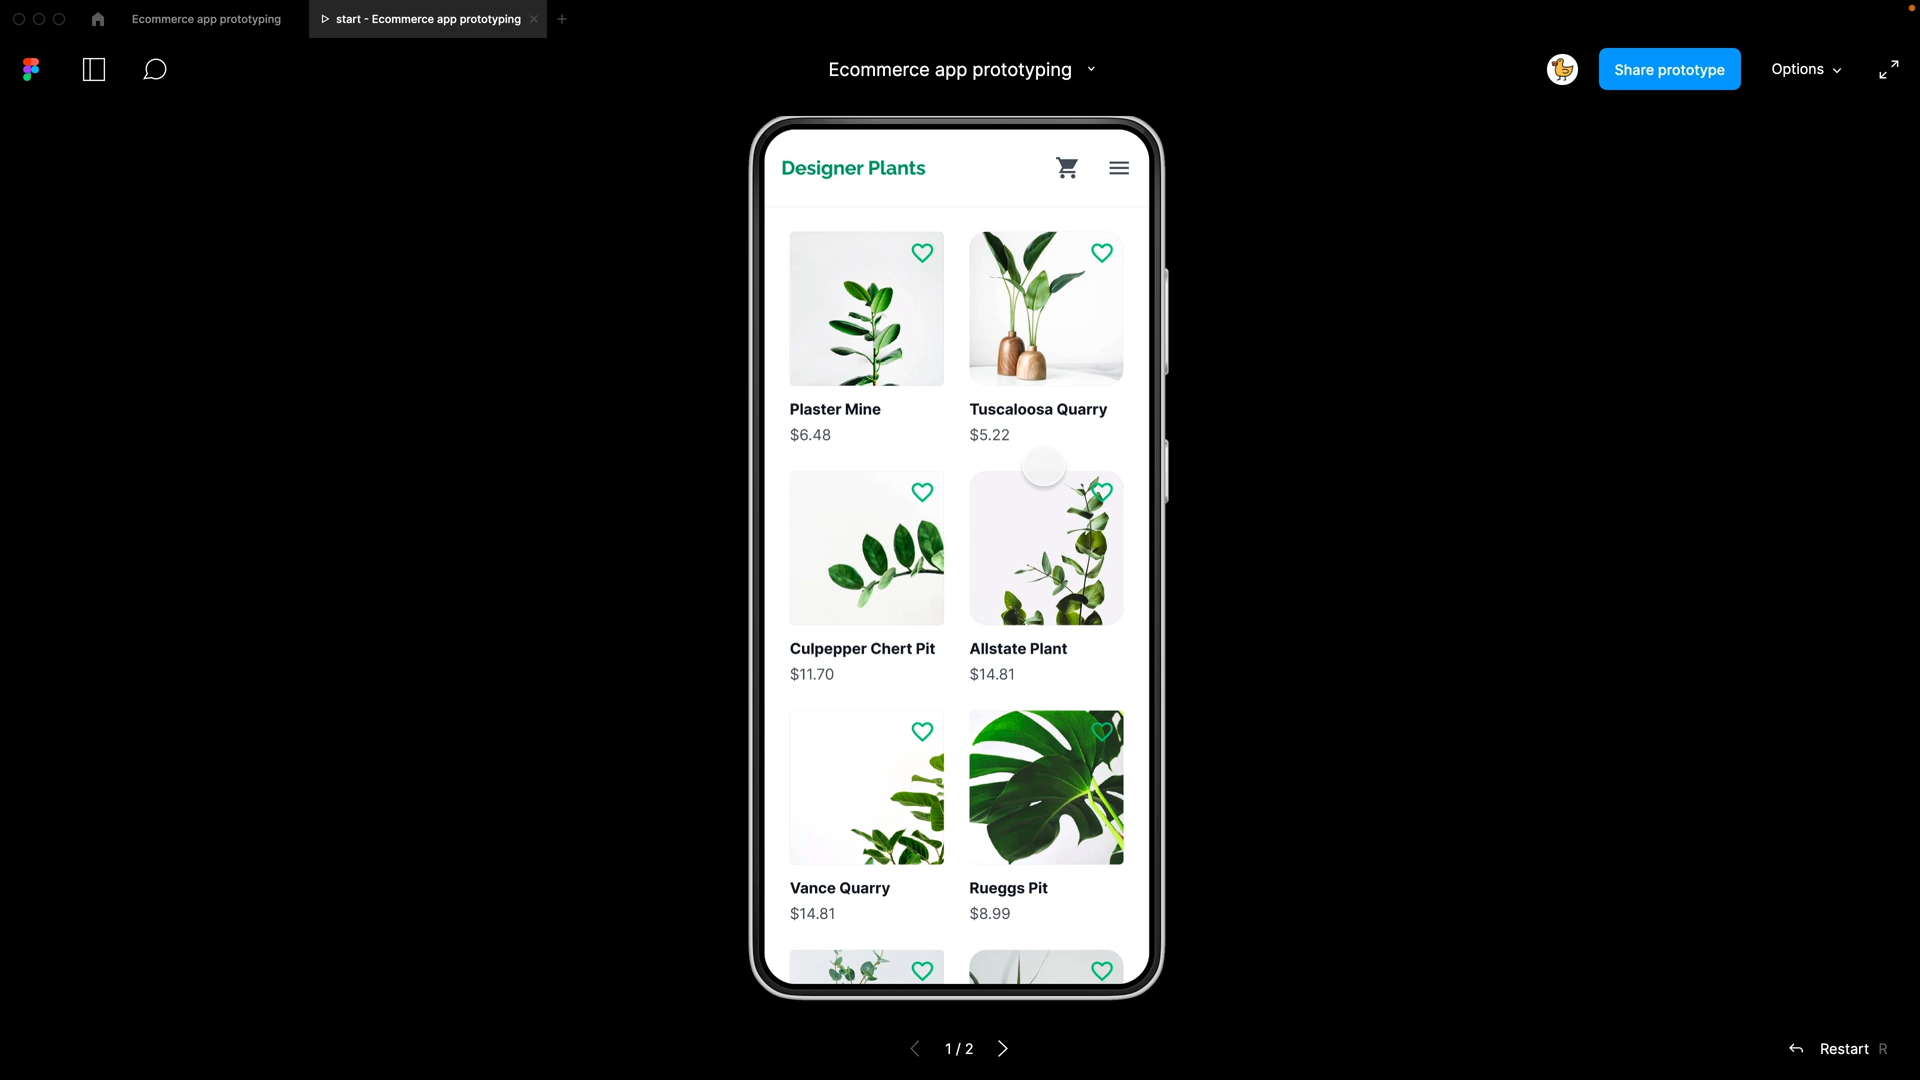 Ecommerce app prototyping
start - Ecommerce app prototyping
Ecommerce app prototyping
Share prototype
Options
Designer Plants
Plaster Mine
$6.48
Tuscaloosa Quarry
$5.22
Culpepper Chert Pit
$11.70
Allstate Plant
$14.81
Vance Quarry
$14.81
Rueggs Pit
$8.99
1 / 2
Restart R